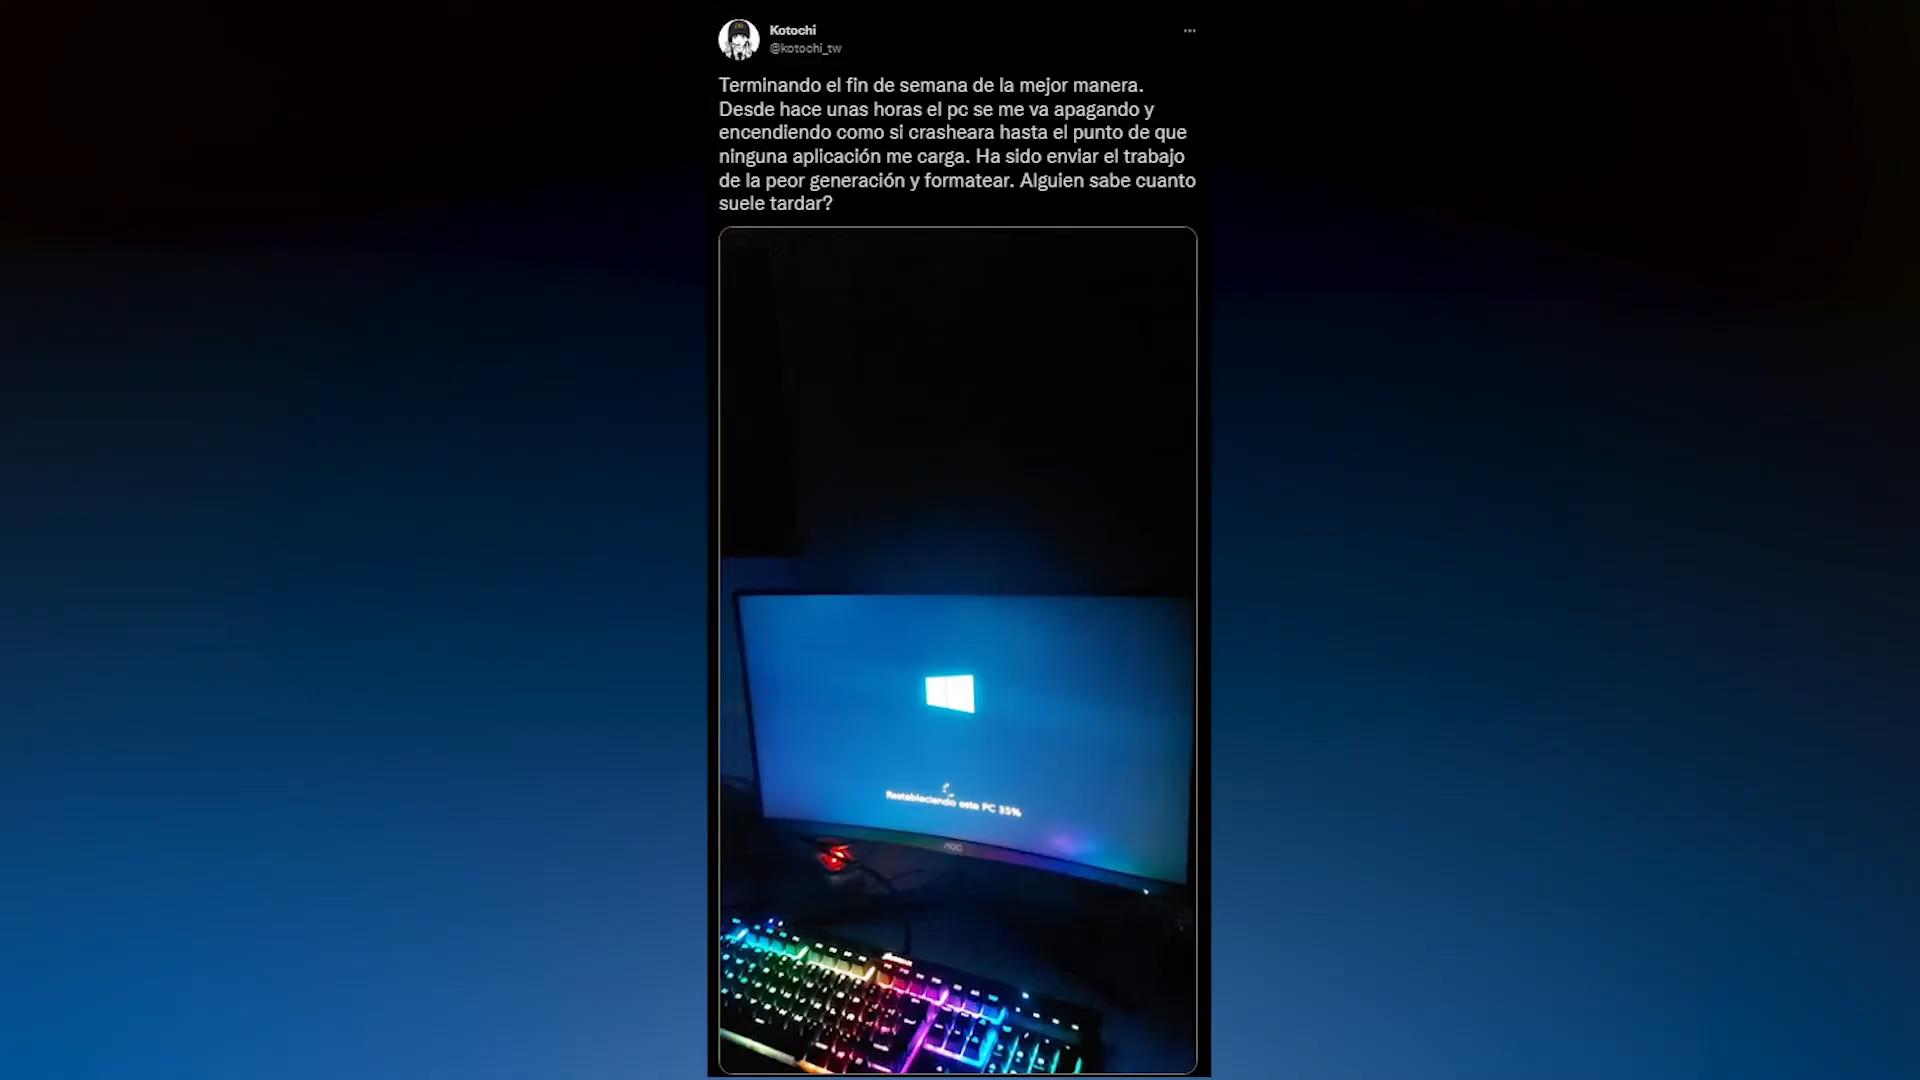 Kotochi
@kotochi_tw
Terminando el fin de semana de la mejor manera.
Desde hace unas horas el pc se me va apagando y
encendiendo como si crasheara hasta el punto de que
ninguna aplicación me carga. Ha sido enviar el trabajo
de la peor generación y formatear. Alguien sabe cuanto
suele tardar?
Restableciendo este PC 35%
AOC